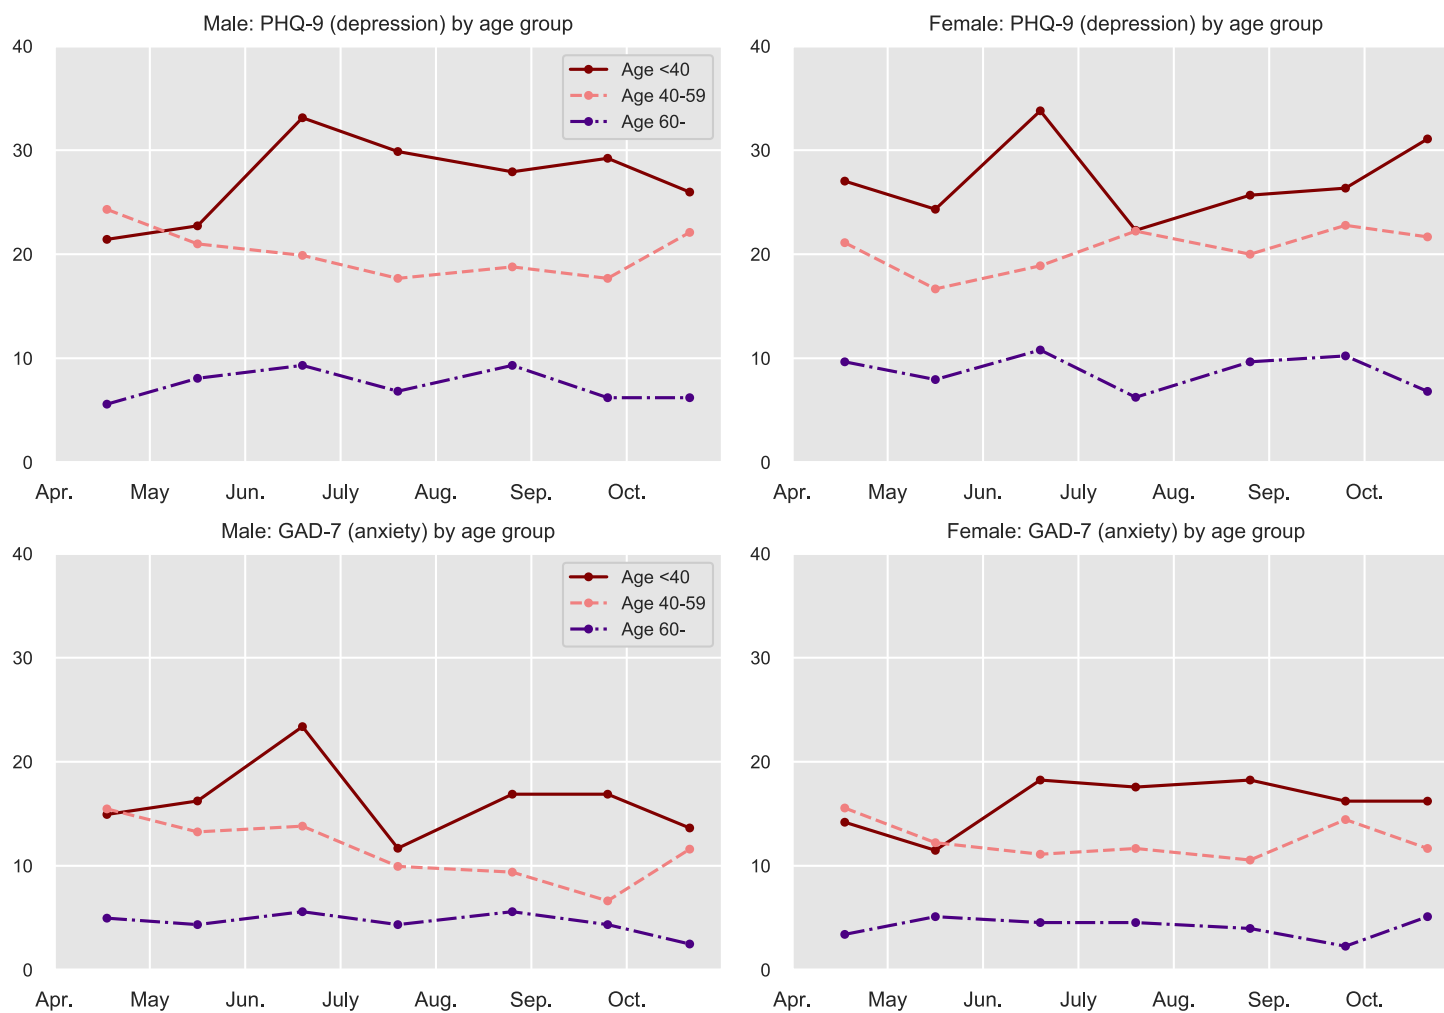 Male: PHQ-9 (depression) by age group
40
30
20
10
0
Apr. May Jun. July Aug. Sep. Oct.
Age <40
Age 40-59
Age 60-
Female: PHQ-9 (depression) by age group
40
30
20
10
0
Apr. May Jun. July Aug. Sep. Oct.
Male: GAD-7 (anxiety) by age group
40
30
20
10
0
Apr. May Jun. July Aug. Sep. Oct.
Age <40
Age 40-59
Age 60-
Female: GAD-7 (anxiety) by age group
40
30
20
10
0
Apr. May Jun. July Aug. Sep. Oct.